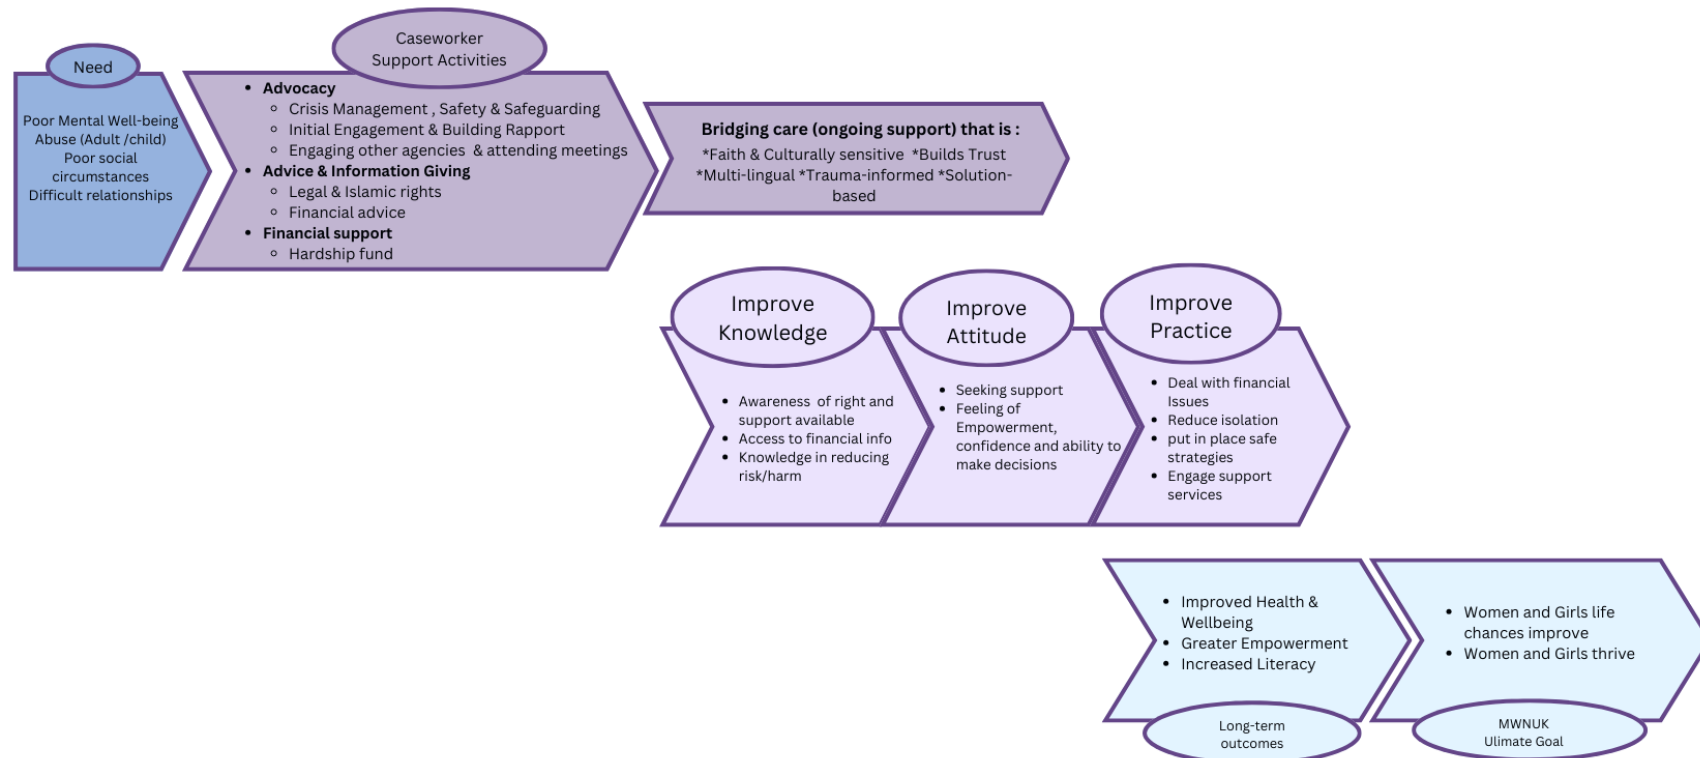 Need
Poor Mental Well-being
Abuse (Adult /child)
Poor social
circumstances
Difficult relationships
Caseworker
Support Activities
Advocacy
Crisis Management , Safety & Safeguarding
Initial Engagement & Building Rapport
Engaging other agencies & attending meetings
Advice & Information Giving
Legal & Islamic rights
Financial advice
Financial support
Hardship fund
Bridging care (ongoing support) that is :
*Faith & Culturally sensitive *Builds Trust
*Multi-lingual *Trauma-informed *Solution-
based
Improve
Knowledge
Awareness of right and
support available
Access to financial info
Knowledge in reducing
risk/harm
Improve
Attitude
Seeking support
Feeling of
Empowerment,
confidence and ability to
make decisions
Improve
Practice
Deal with financial
Issues
Reduce isolation
put in place safe
strategies
Engage support
services
Improved Health &
Wellbeing
Greater Empowerment
Increased Literacy
Long-term
outcomes
Women and Girls life
chances improve
Women and Girls thrive
MWNUK
Ulimate Goal